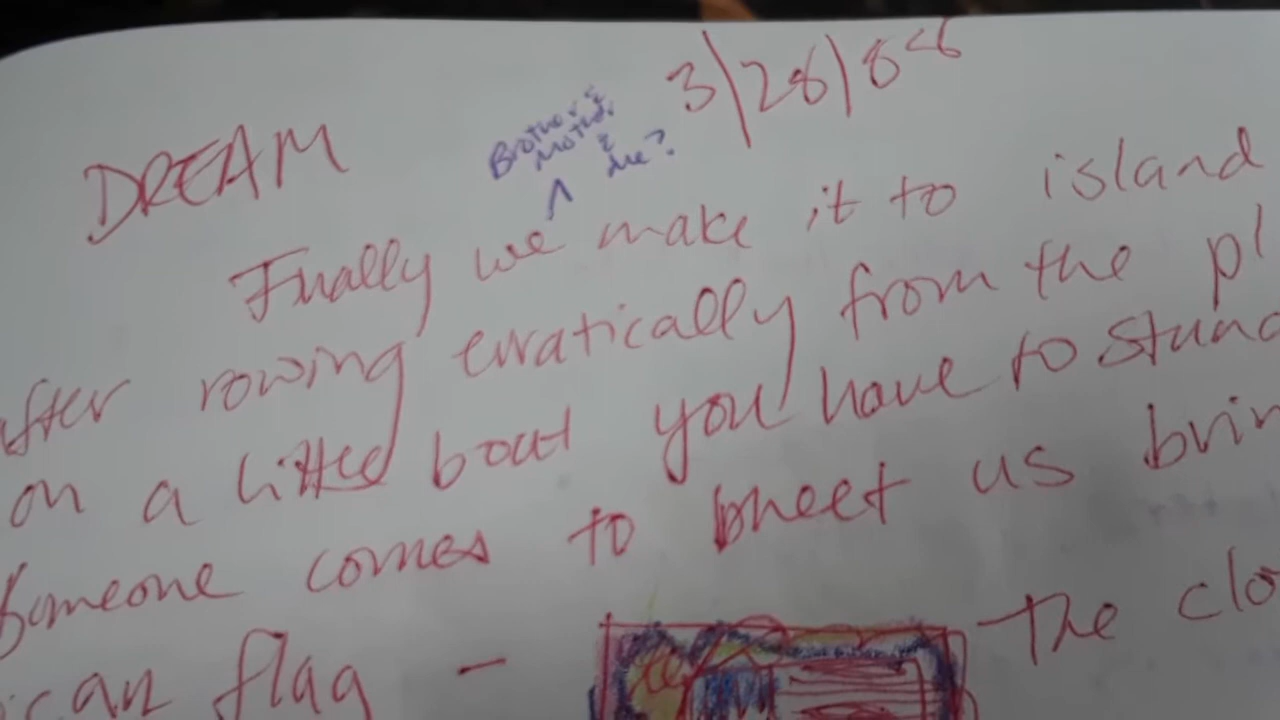 DREAM 3/28/86
Brother &
Mother
& me?
Finally we make it to island
after rowing erratically from the pl
on a little boat you have to stand
Someone comes to meet us brin
ican flag - The clo